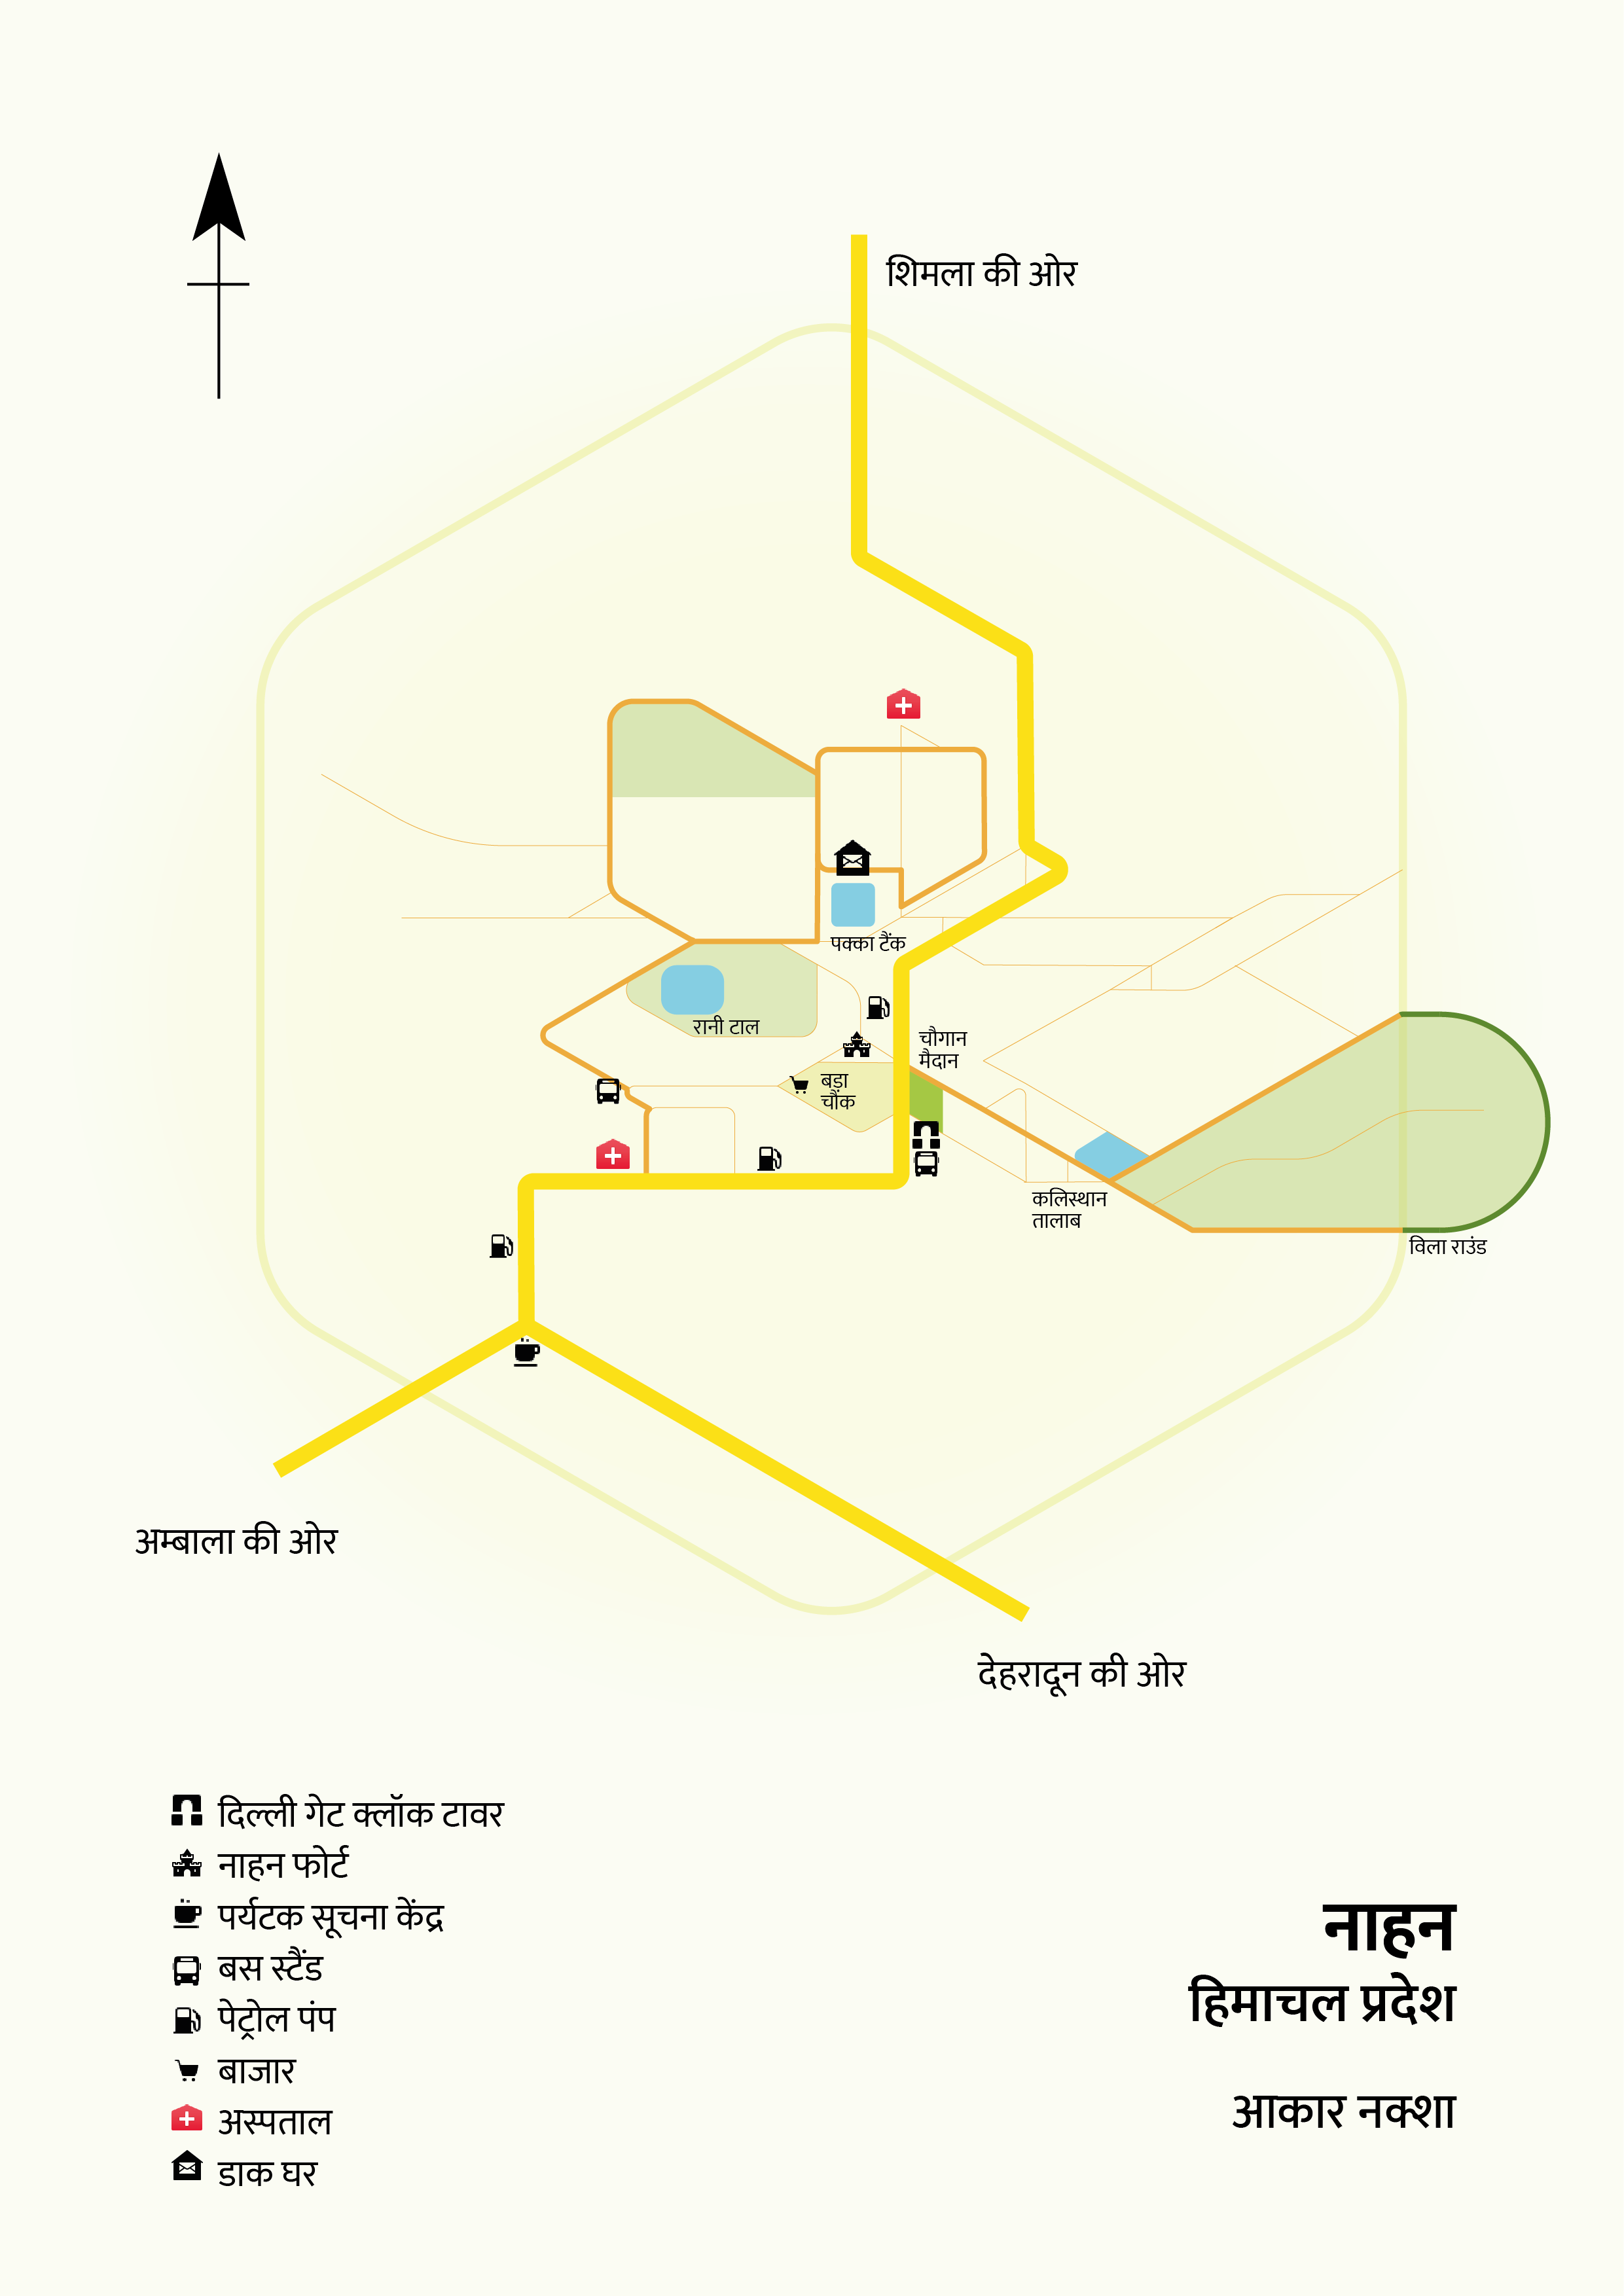 शिमला की ओर
पक्का टैंक
रानी टाल
चौगान
मैदान
बड़ा
चौक
कलिस्थान
तालाब
विला राउंड
अम्बाला की ओर
देहरादून की ओर
दिल्ली गेट क्लॉक टावर
नाहन फोर्ट
पर्यटक सूचना केंद्र
बस स्टैंड
पेट्रोल पंप
बाजार
अस्पताल
डाक घर
नाहन
हिमाचल प्रदेश
आकार नक्शा